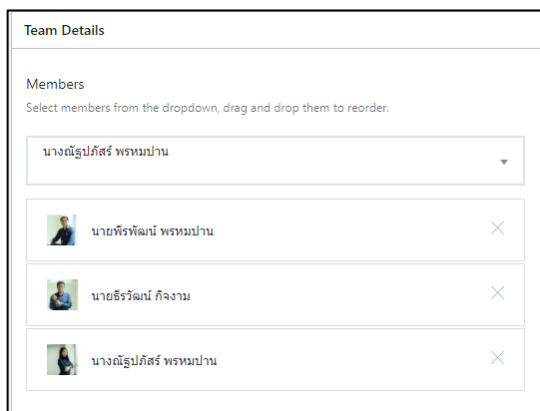 Team Details
Members
Select members from the dropdown, drag and drop them to reorder.
นางณัฐปภัสร์ พรหมปาน
นายพีรพัฒน์ พรหมปาน
นายธีรวัฒน์ กิจงาม
นางณัฐปภัสร์ พรหมปาน